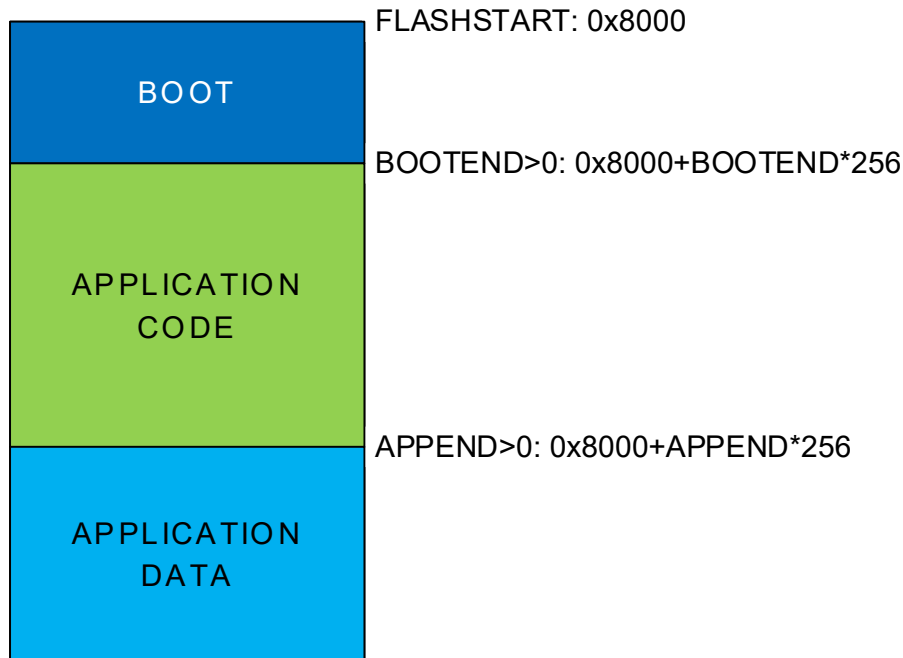 FLASHSTART: 0x8000
BOOT
BOOTEND>0: 0x8000+BOOTEND*256
APPLICATION
CODE
APPEND>0: 0x8000+APPEND*256
APPLICATION
DATA